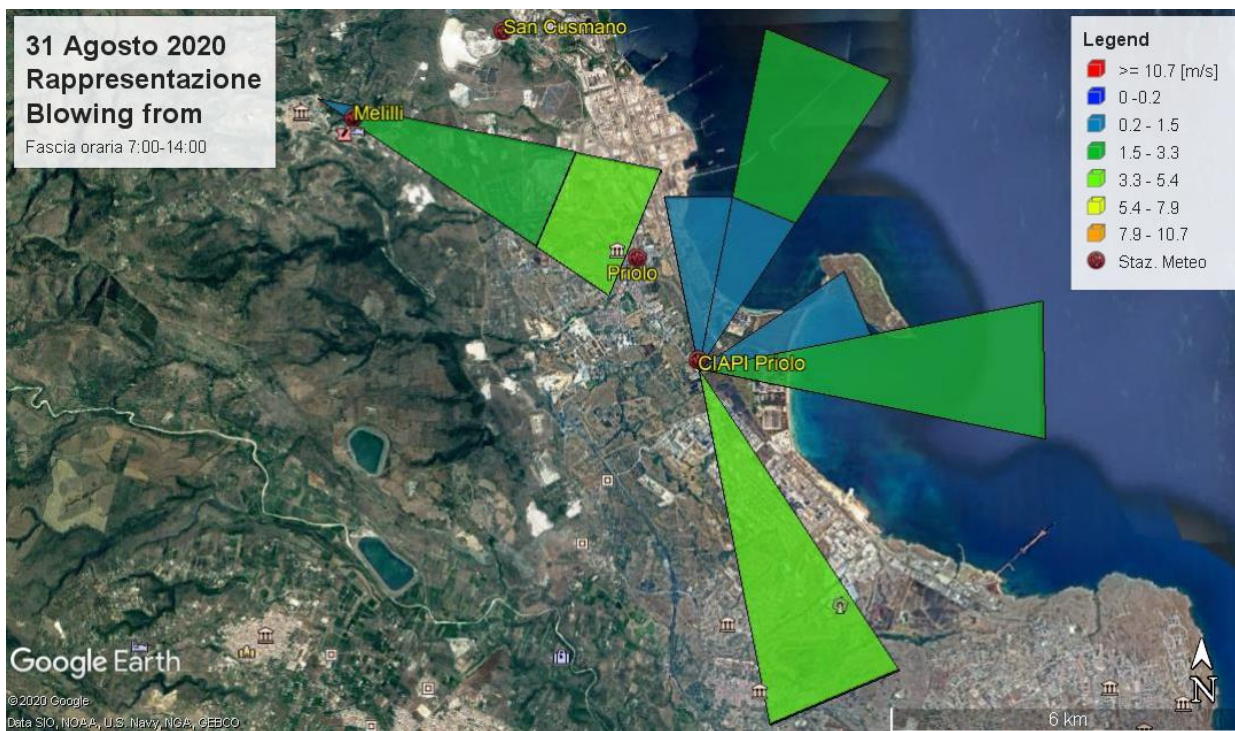 31 Agosto 2020
Rappresentazione
Blowing from
Fascia oraria 7:00-14:00
San Cusmano
Melilli
Priolo
CIAPI Priolo
Legend
>= 10.7 [m/s]
0 -0.2
0.2 - 1.5
1.5 - 3.3
3.3 - 5.4
5.4 - 7.9
7.9 - 10.7
Staz. Meteo
Google Earth
©2020 Google
Data SIO, NOAA, U.S. Navy, NGA, GEBCO
6 km
N